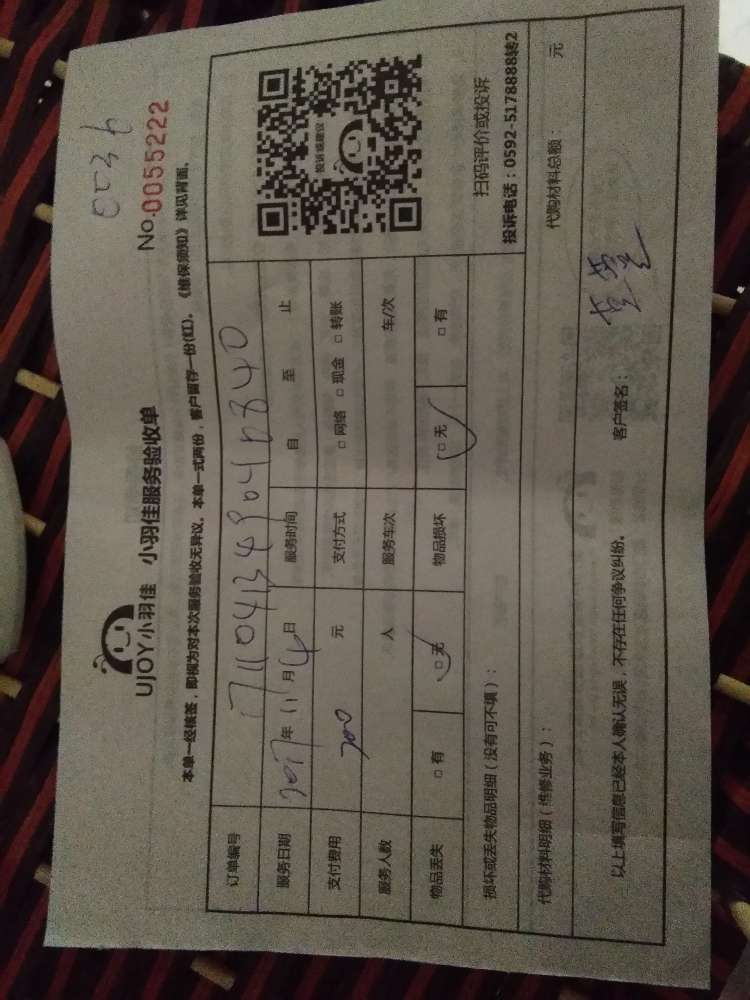 0036
UJOY小羽佳 小羽佳服务验收单
No.0055222
本单一经核签，即视为对本次服务验收无异议。本单一式两份，客户留存一份(红)。《维保须知》详见背面。
订单编号
服务日期 2017年 11月 4日 服务时间 自 至 止
支付费用 200 元 支付方式 □ 网络 □ 现金 □ 转账
服务人数 人 服务车次 车/次
物品丢失 □ 有 □ 无 物品损坏 □ 无 □ 有
投诉或建议
扫码评价或投诉
投诉电话：0592-5178888转2
损坏或丢失物品明细（没有可不填）：
代购材料明细（维修业务）： 代购材料总额： 元
以上填写信息已经本人确认无误，不存在任何争议纠纷。 客户签名：